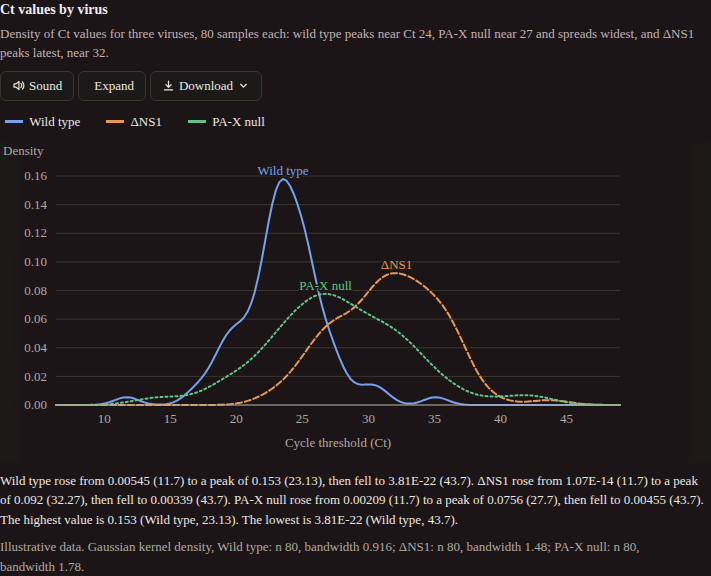 Ct values by virus
Density of Ct values for three viruses, 80 samples each: wild type peaks near Ct 24, PA-X null near 27 and spreads widest, and ΔNS1
peaks latest, near 32.
Sound Expand Download
Wild type ΔNS1 PA-X null
Density
Wild type
0.16
0.14
0.12
0.10
ΔNS1
0.08
PA-X null
0.06
0.04
0.02
0.00
10 15 20 25 30 35 40 45
Cycle threshold (Ct)
Wild type rose from 0.00545 (11.7) to a peak of 0.153 (23.13), then fell to 3.81E-22 (43.7). ΔNS1 rose from 1.07E-14 (11.7) to a peak
of 0.092 (32.27), then fell to 0.00339 (43.7). PA-X null rose from 0.00209 (11.7) to a peak of 0.0756 (27.7), then fell to 0.00455 (43.7).
The highest value is 0.153 (Wild type, 23.13). The lowest is 3.81E-22 (Wild type, 43.7).
Illustrative data. Gaussian kernel density, Wild type: n 80, bandwidth 0.916; ΔNS1: n 80, bandwidth 1.48; PA-X null: n 80,
bandwidth 1.78.